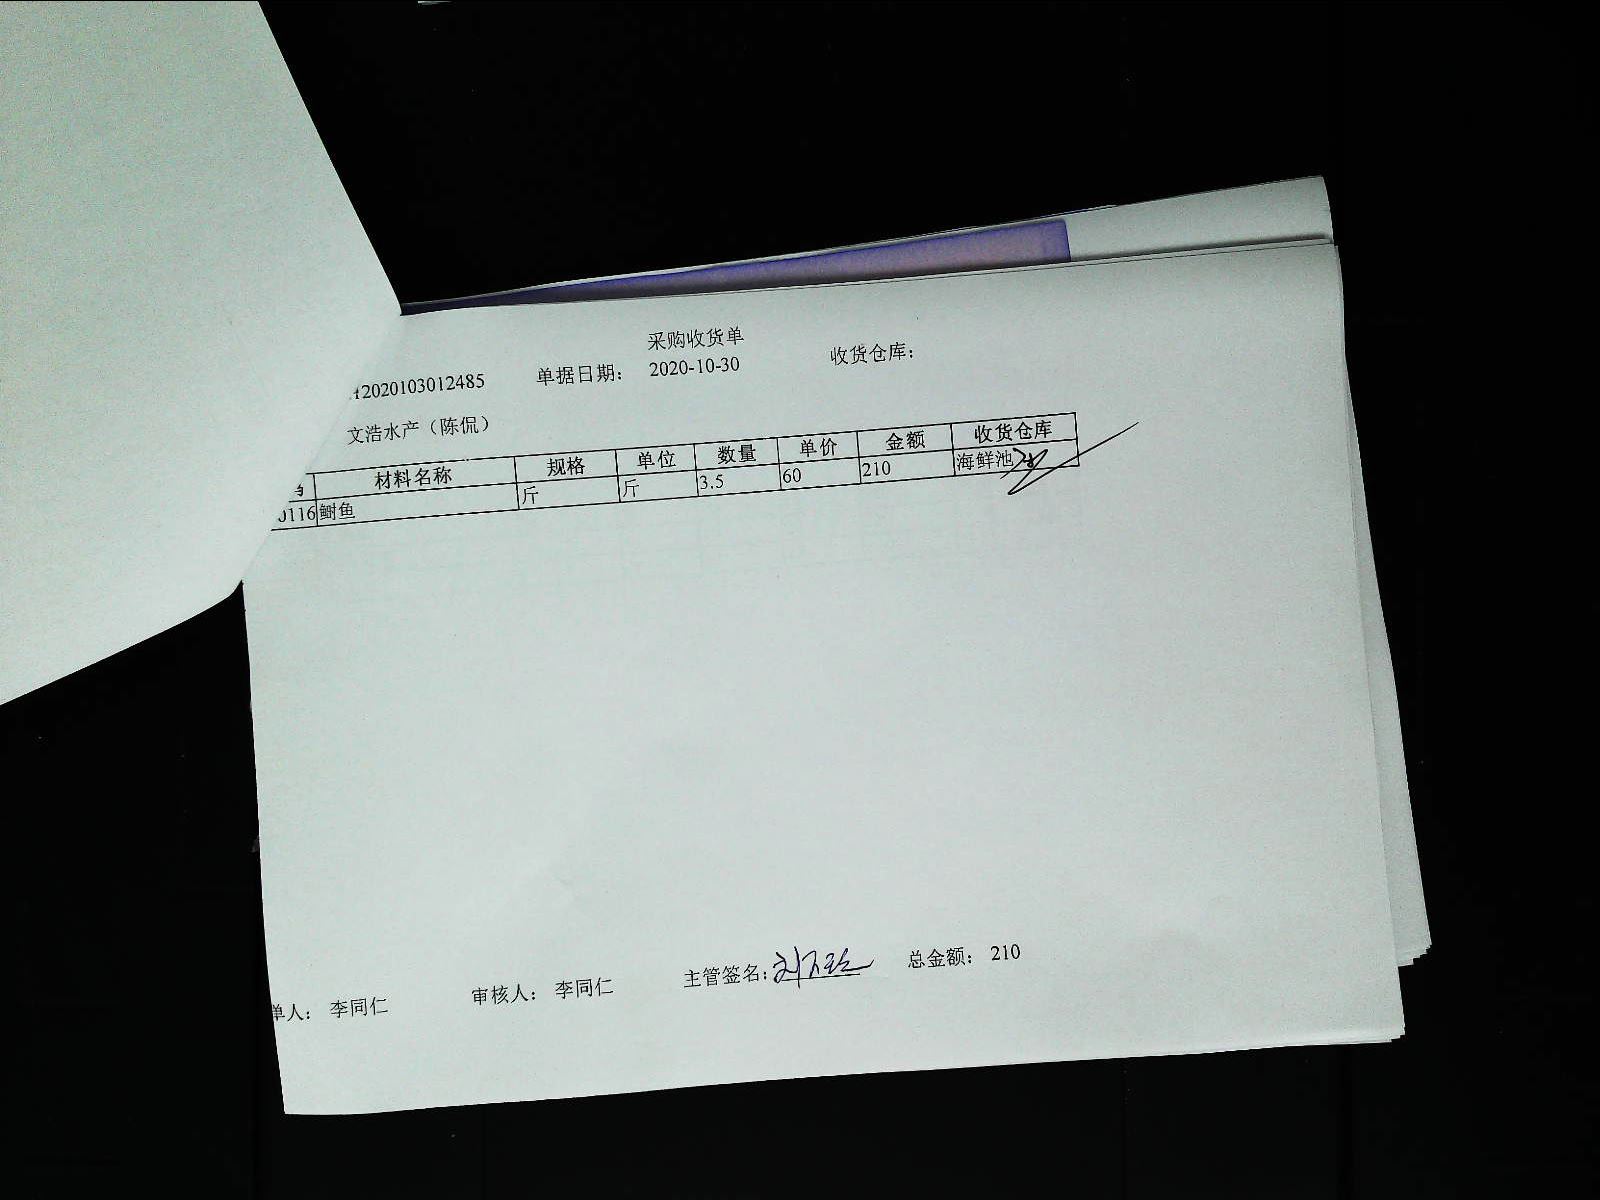 采购收货单
2020103012485 单据日期： 2020-10-30 收货仓库：
文浩水产（陈侃）
材料名称 规格 单位 数量 单价 金额 收货仓库
0116 鲥鱼 斤 斤 3.5 60 210 海鲜池
单人： 李同仁 审核人： 李同仁 主管签名： 总金额： 210